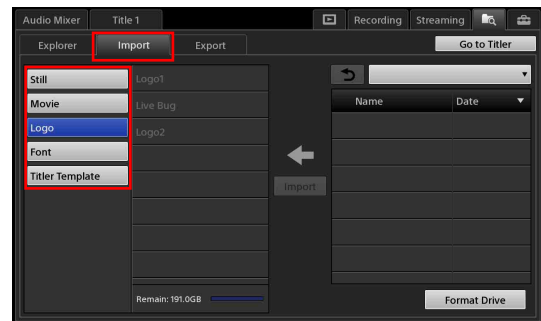 Audio Mixer Title 1 Recording Streaming
Explorer Import Export Go to Titler
Still Logo1
Movie Live Bug Name Date
Logo Logo2
Font
Titler Template
Import
Remain: 191.0GB Format Drive